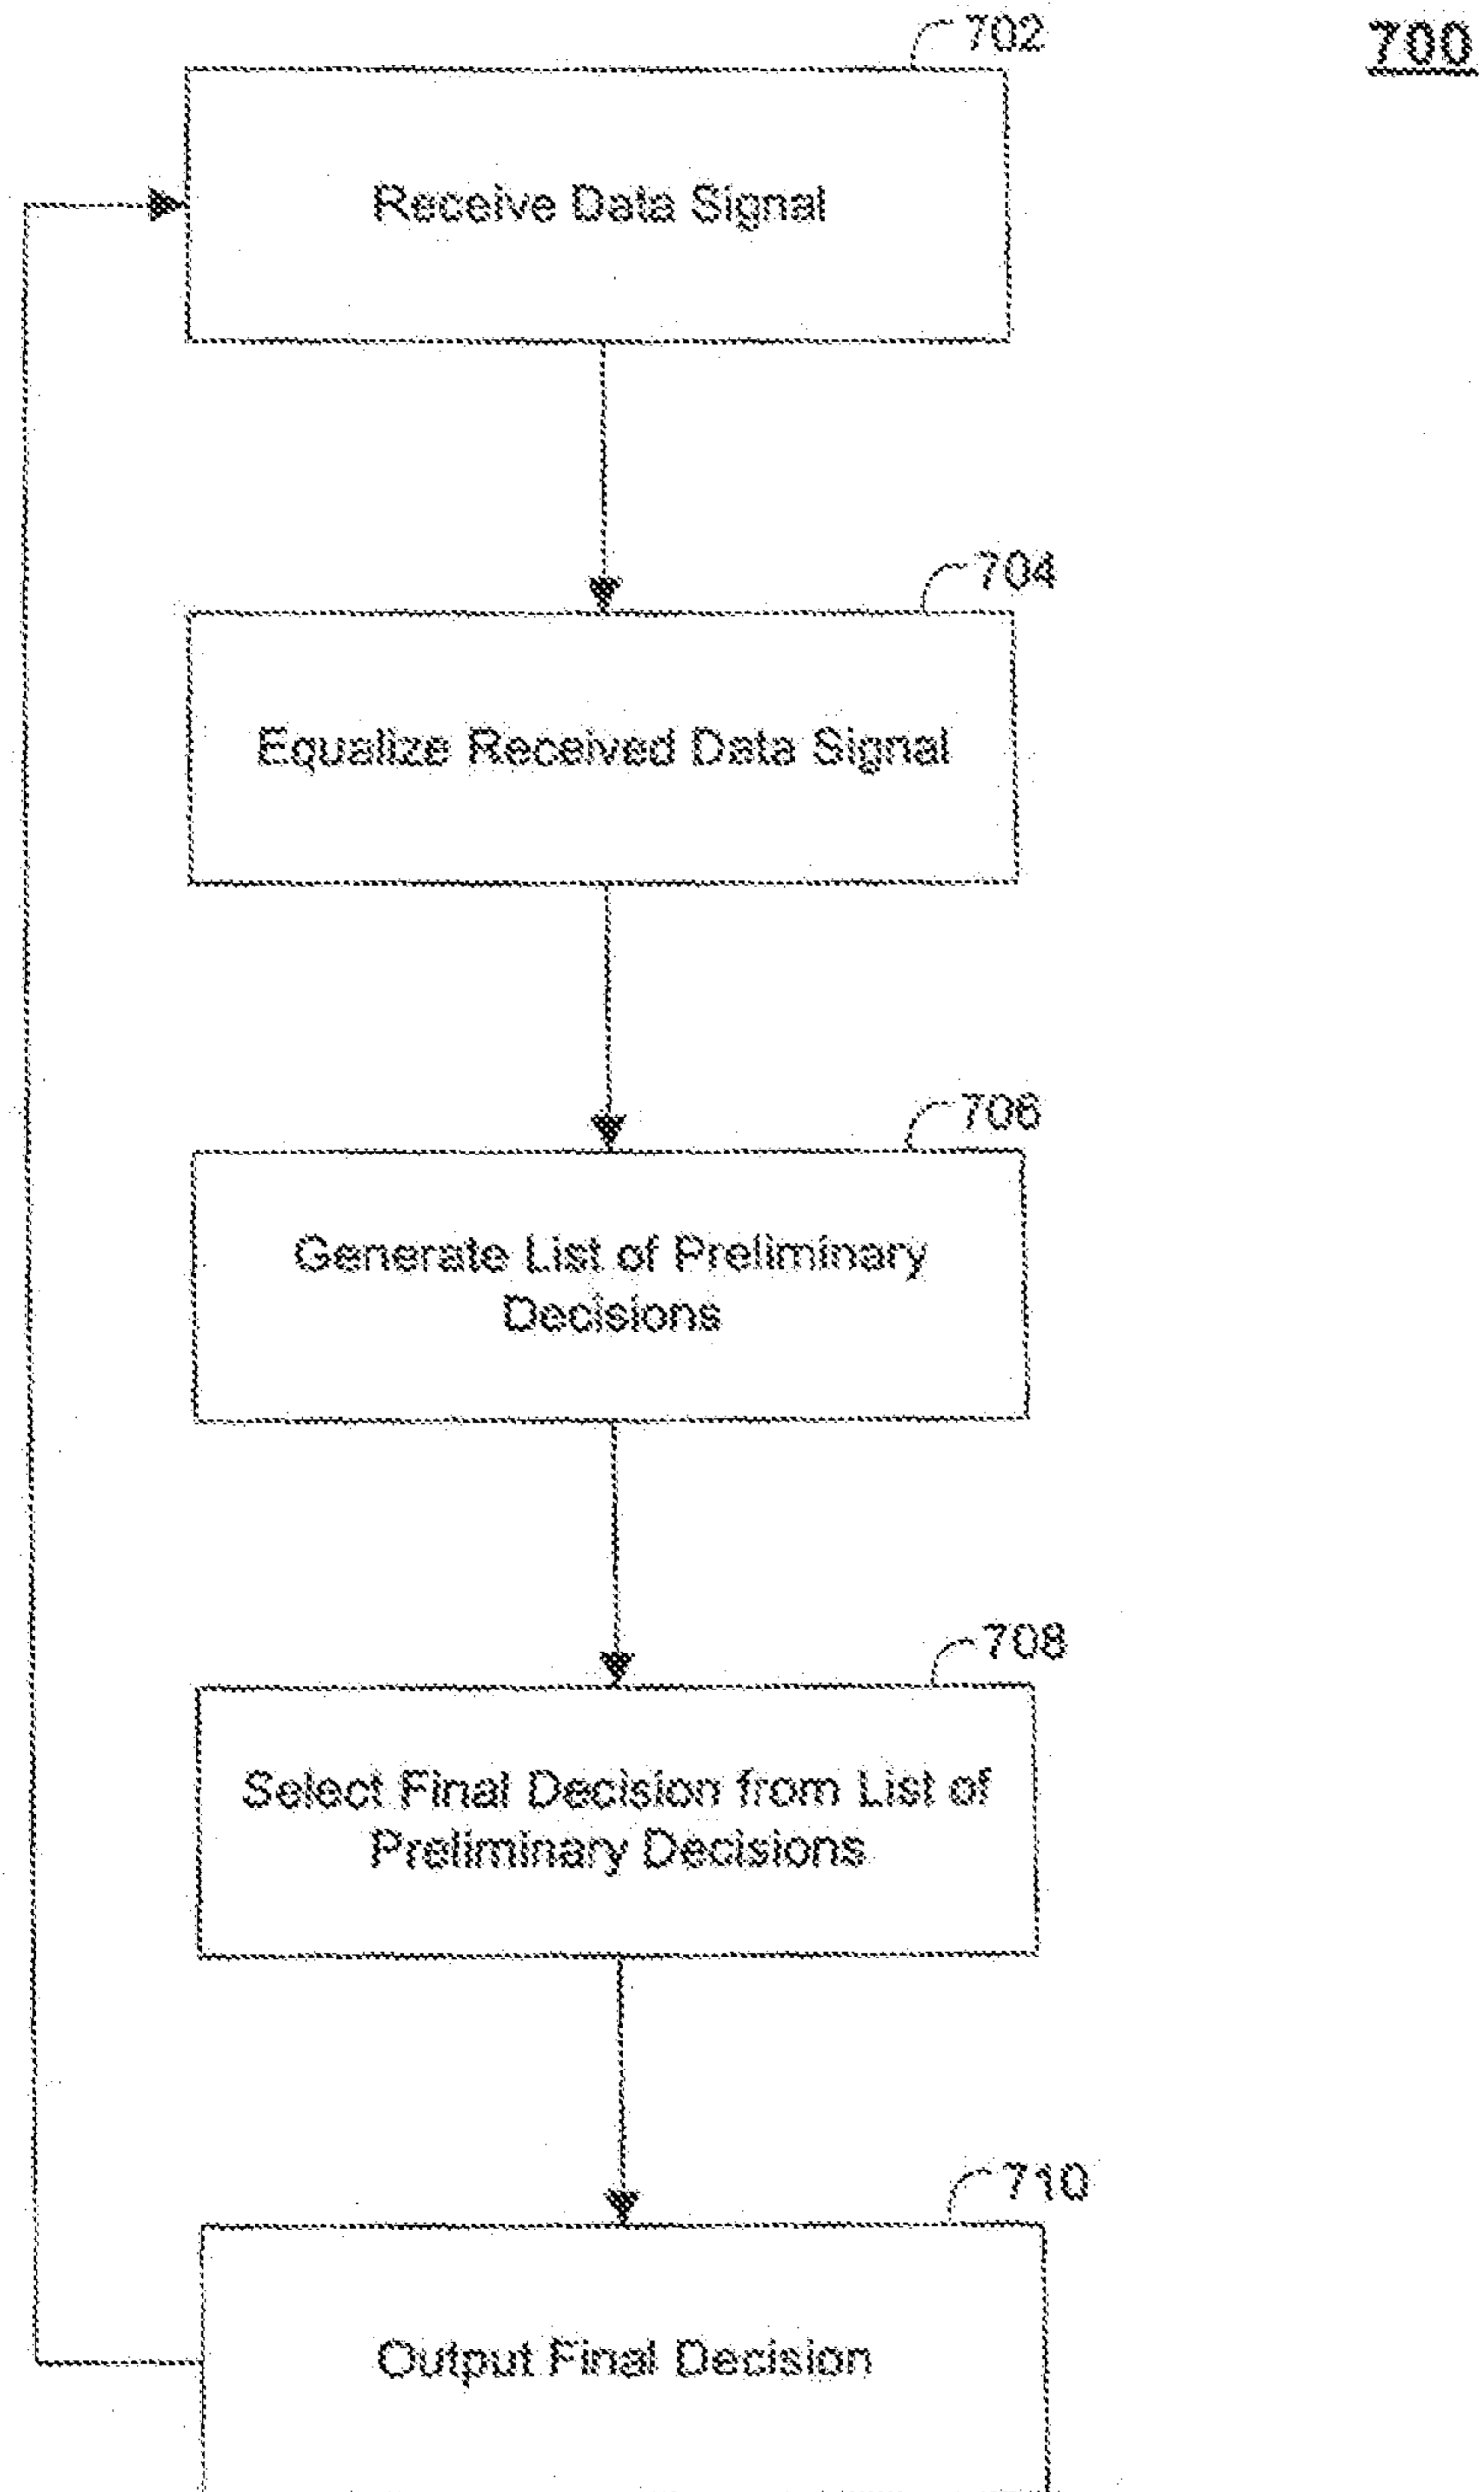 702
700
Receive Data Signal
704
Equalize Received Data Signal
706
Generate List of Preliminary
Decisions
708
Select Final Decision from List of
Preliminary Decisions
710
Output Final Decision